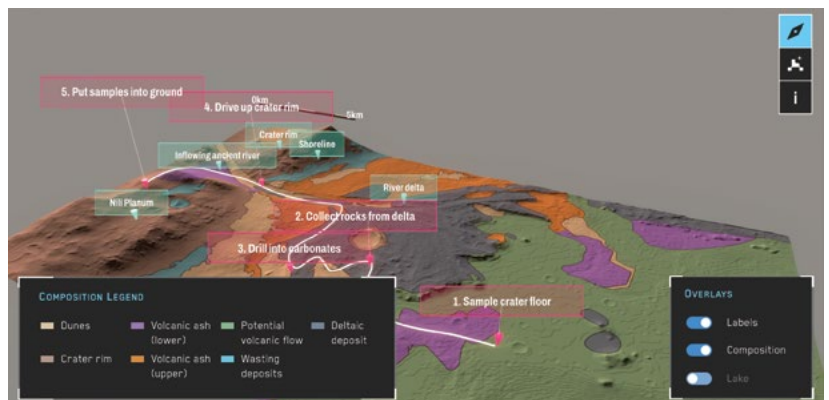 5. Put samples into ground
0km
4. Drive up crater rim
5km
Crater rim
Shoreline
Inflowing ancient river
River delta
Nili Planum
2. Collect rocks from delta
3. Drill into carbonates
1. Sample crater floor
COMPOSITION LEGEND
Dunes
Volcanic ash (lower)
Potential volcanic flow
Deltaic deposit
Crater rim
Volcanic ash (upper)
Wasting deposits
OVERLAYS
Labels
Composition
Lake
i